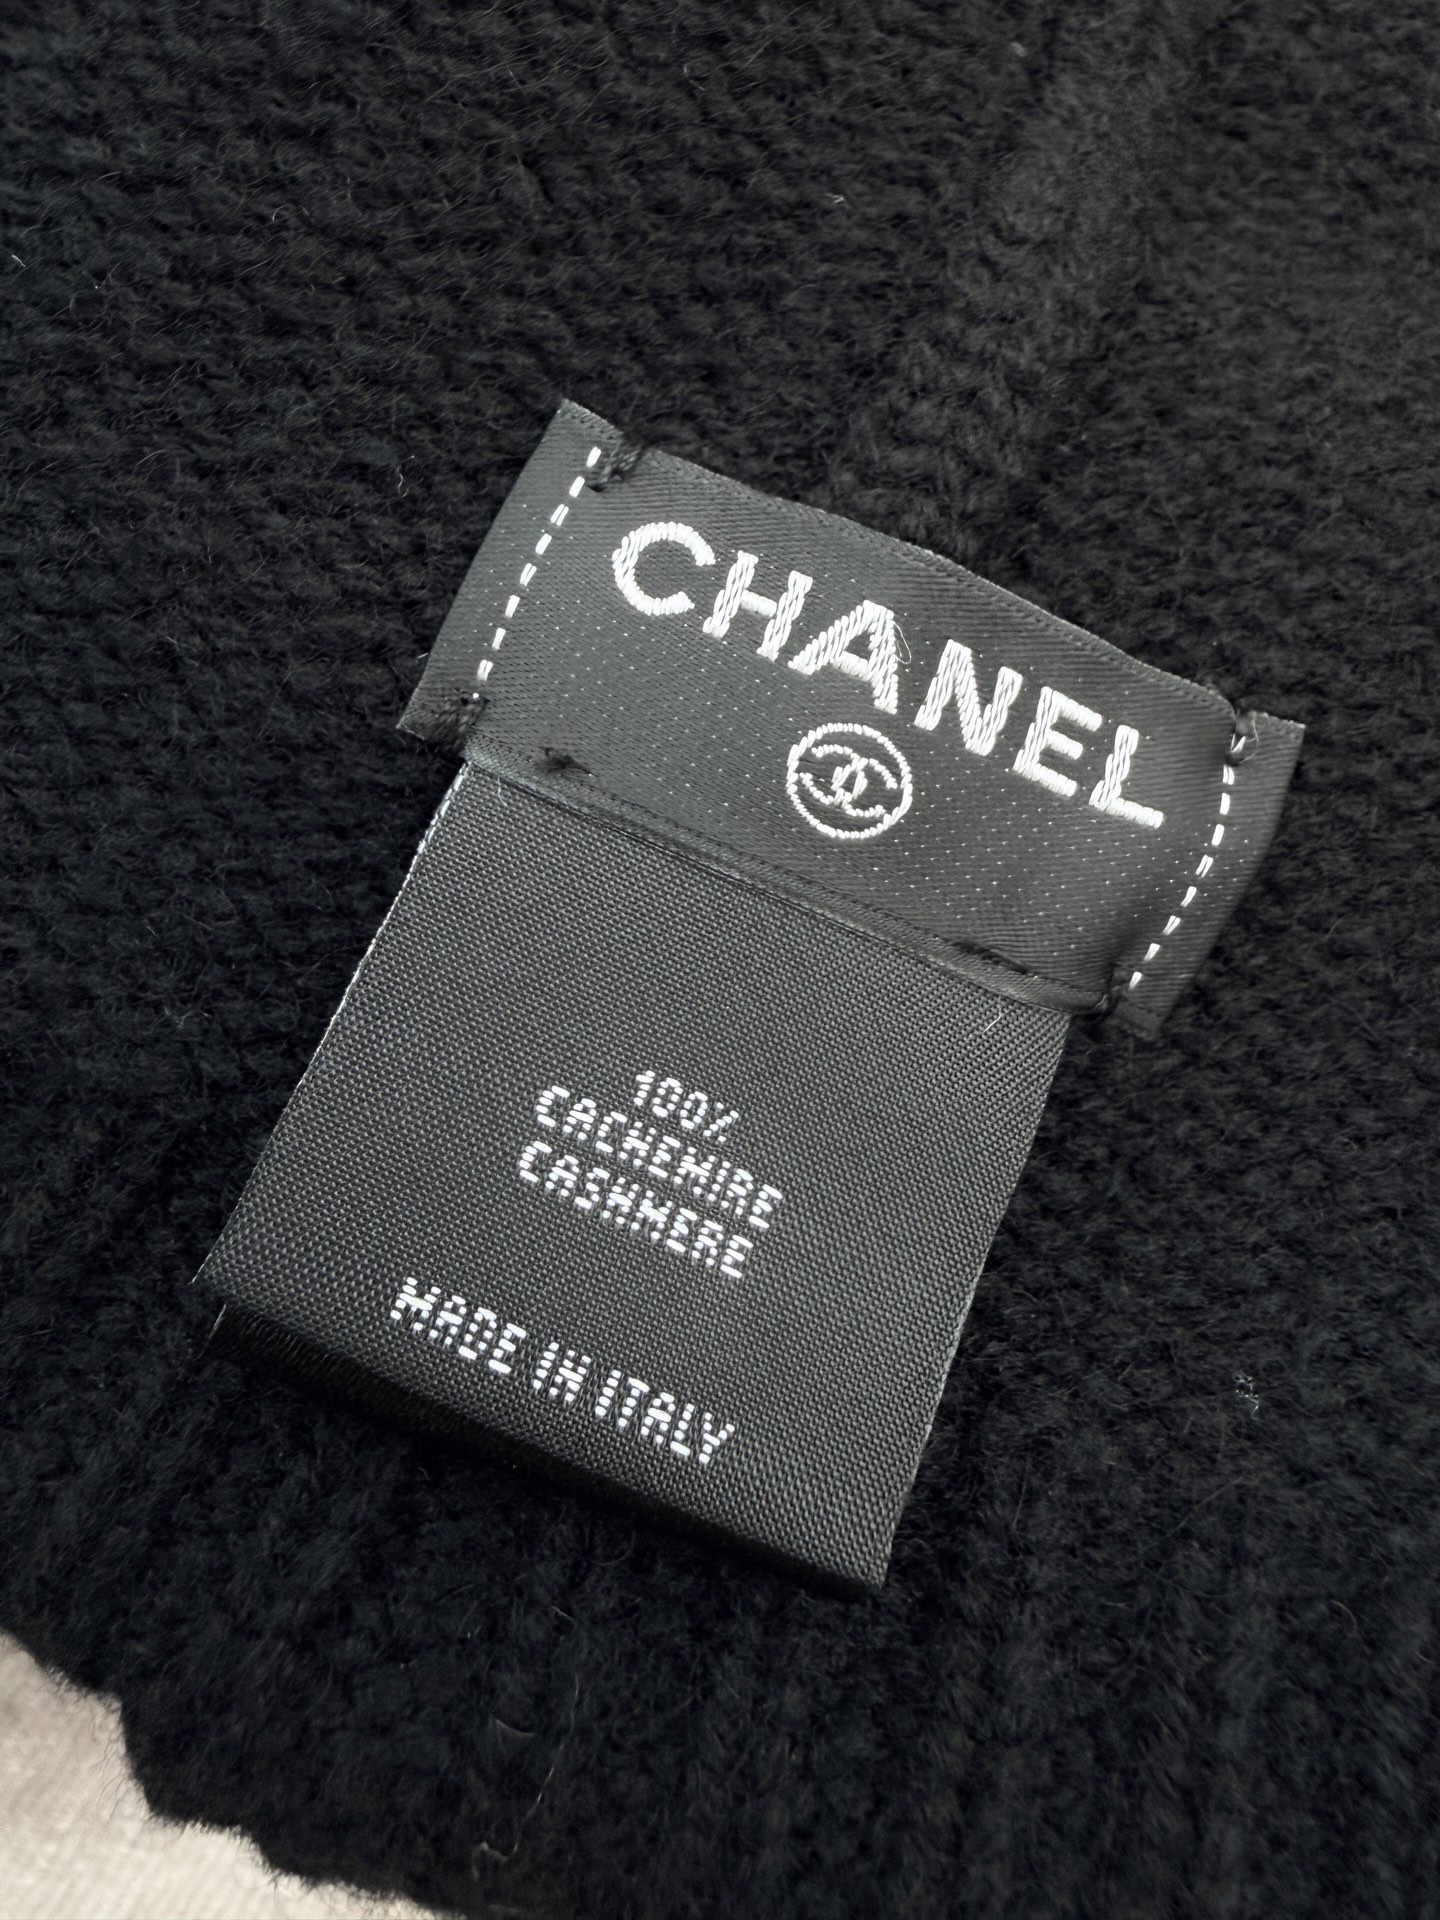 CHANEL
100%
CACHEMIRE
CASHMERE
MADE IN ITALY